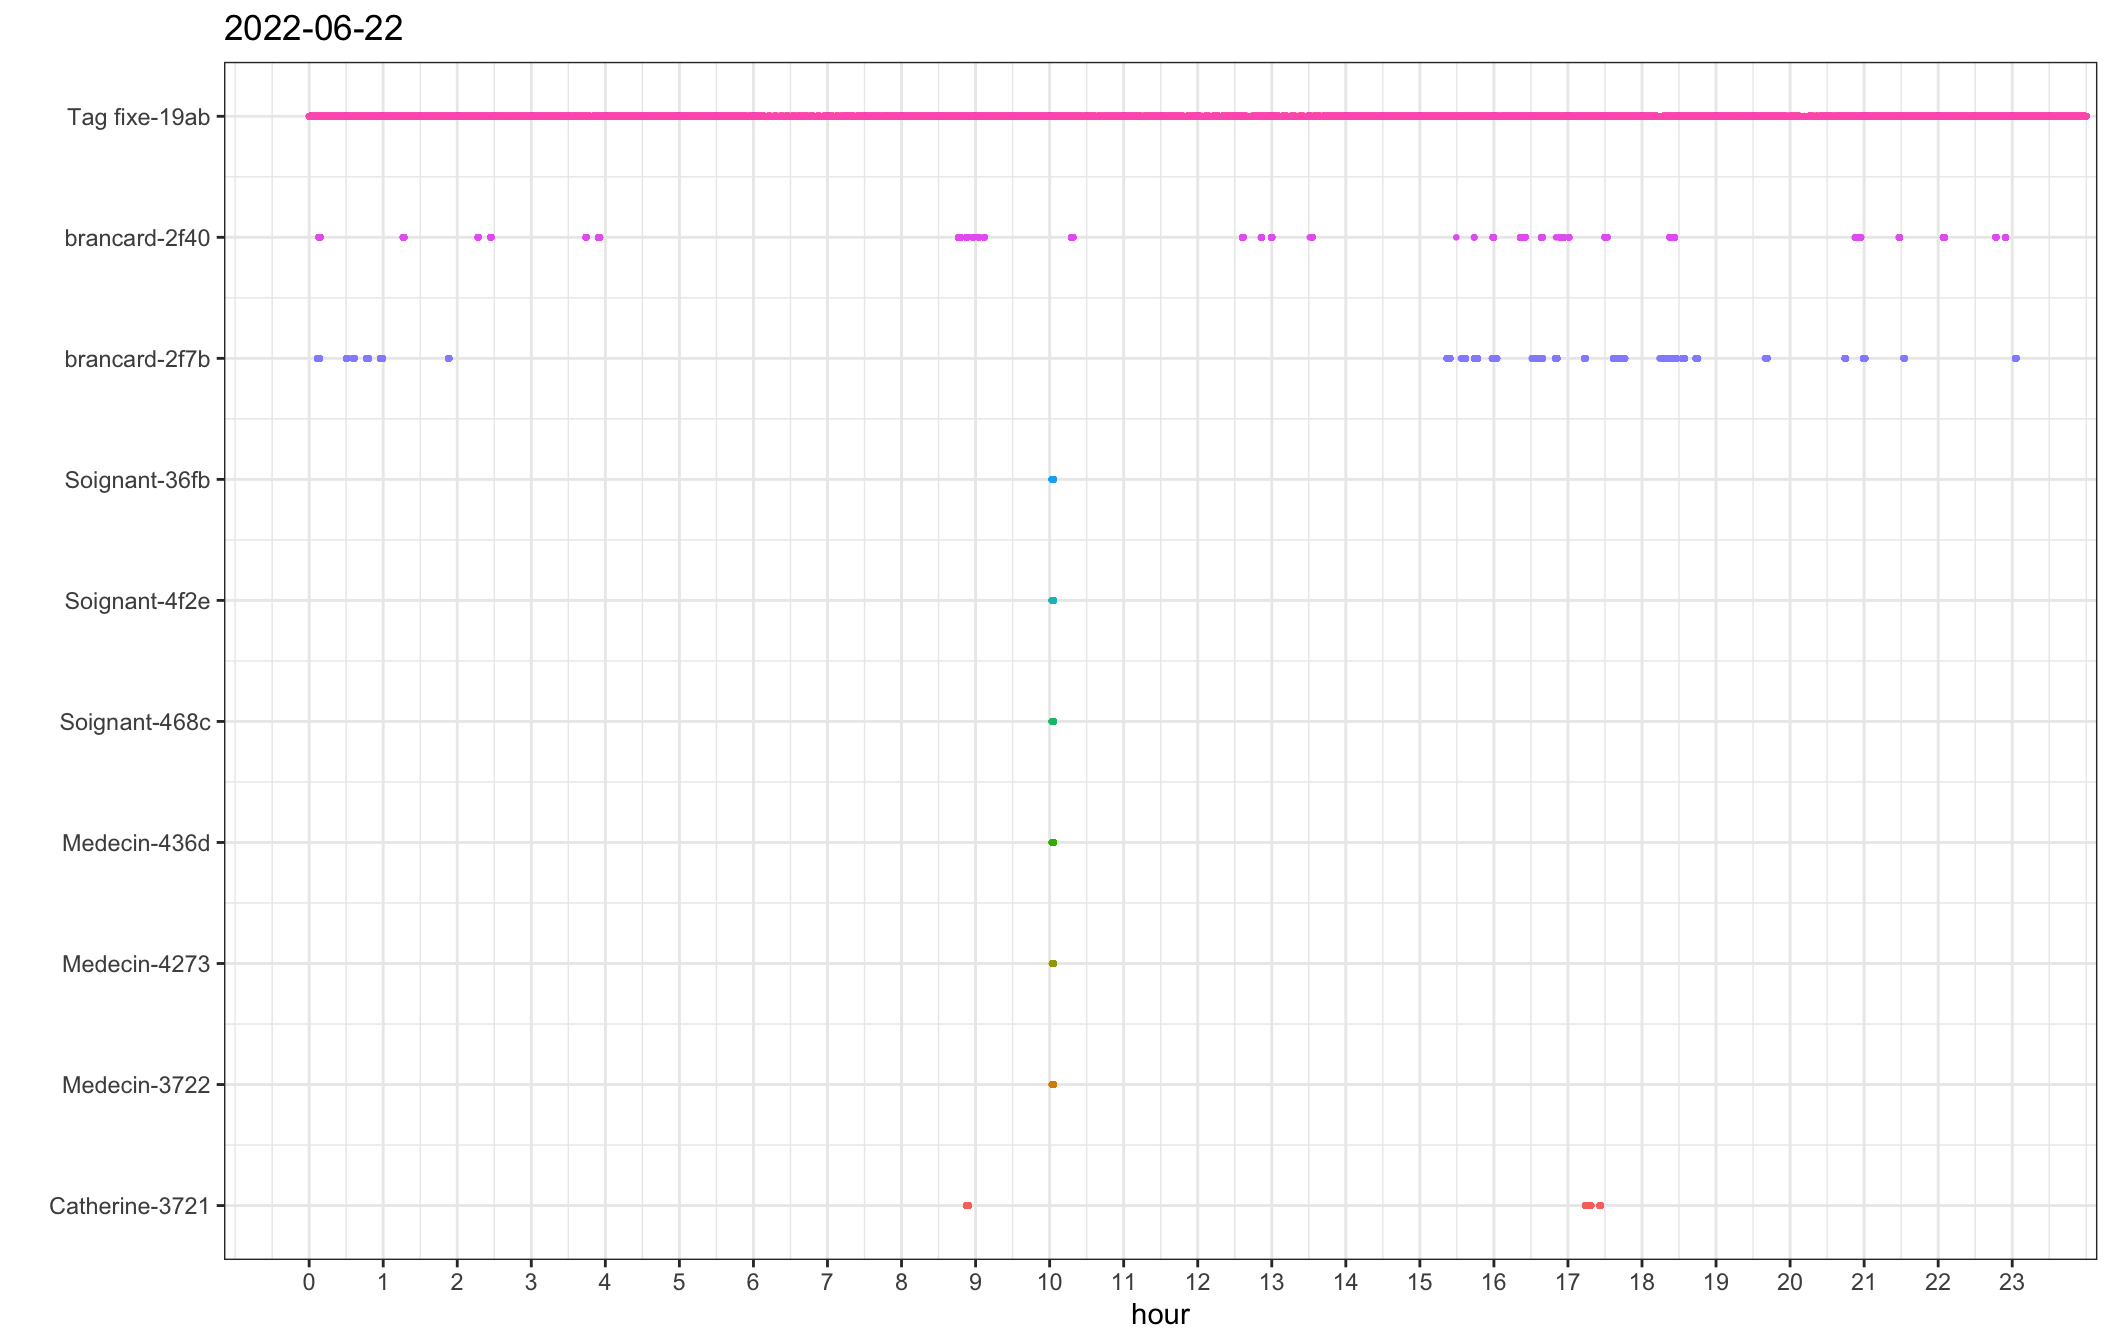 2022-06-22
Tag fixe-19ab
brancard-2f40
brancard-2f7b
Soignant-36fb
Soignant-4f2e
Soignant-468c
Medecin-436d
Medecin-4273
Medecin-3722
Catherine-3721
0 1 2 3 4 5 6 7 8 9 10 11 12 13 14 15 16 17 18 19 20 21 22 23
hour